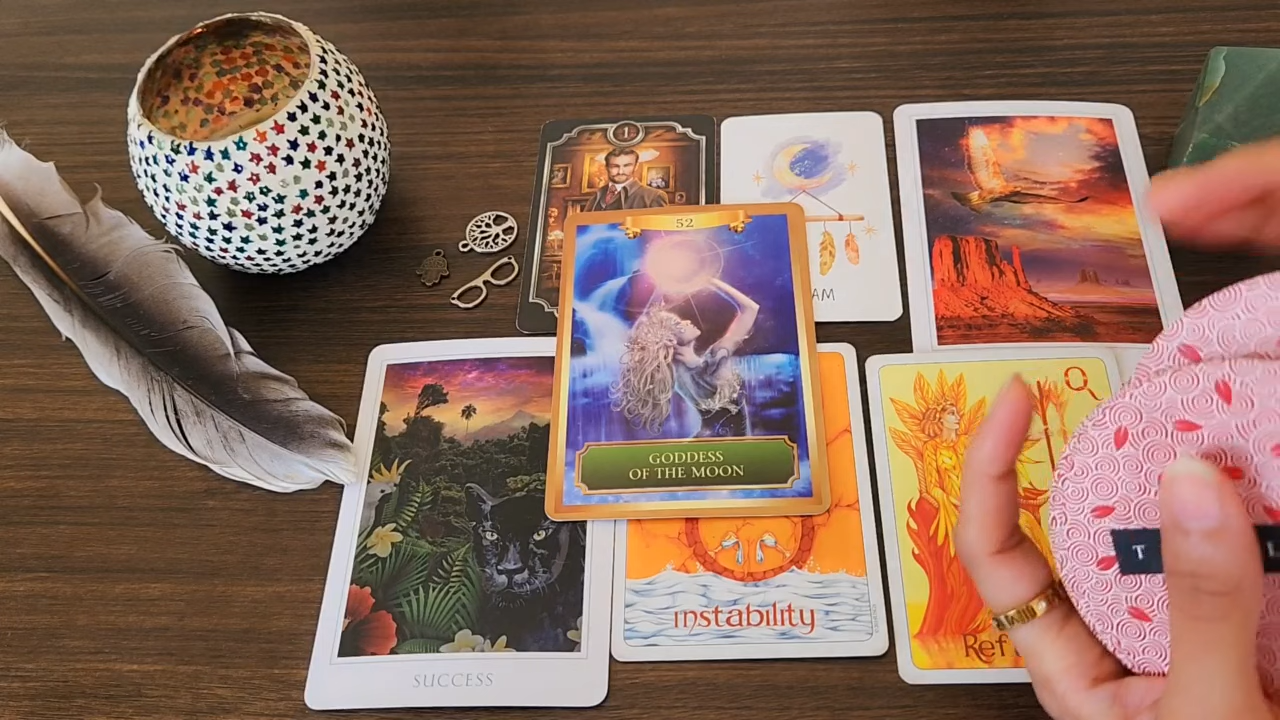 1
AM
52
GODDESS
OF THE MOON
Q
T
SUCCESS
instability
Ref